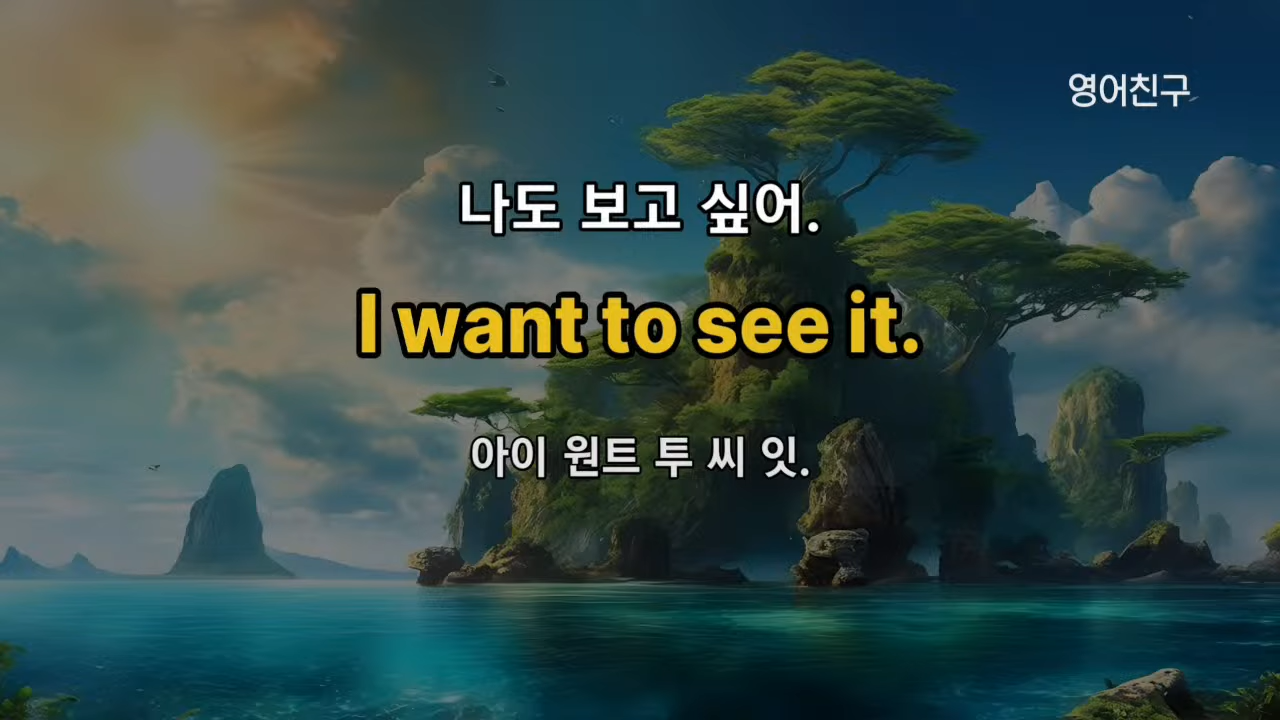 영어친구
나도 보고 싶어.
I want to see it.
아이 원트 투 씨 잇.